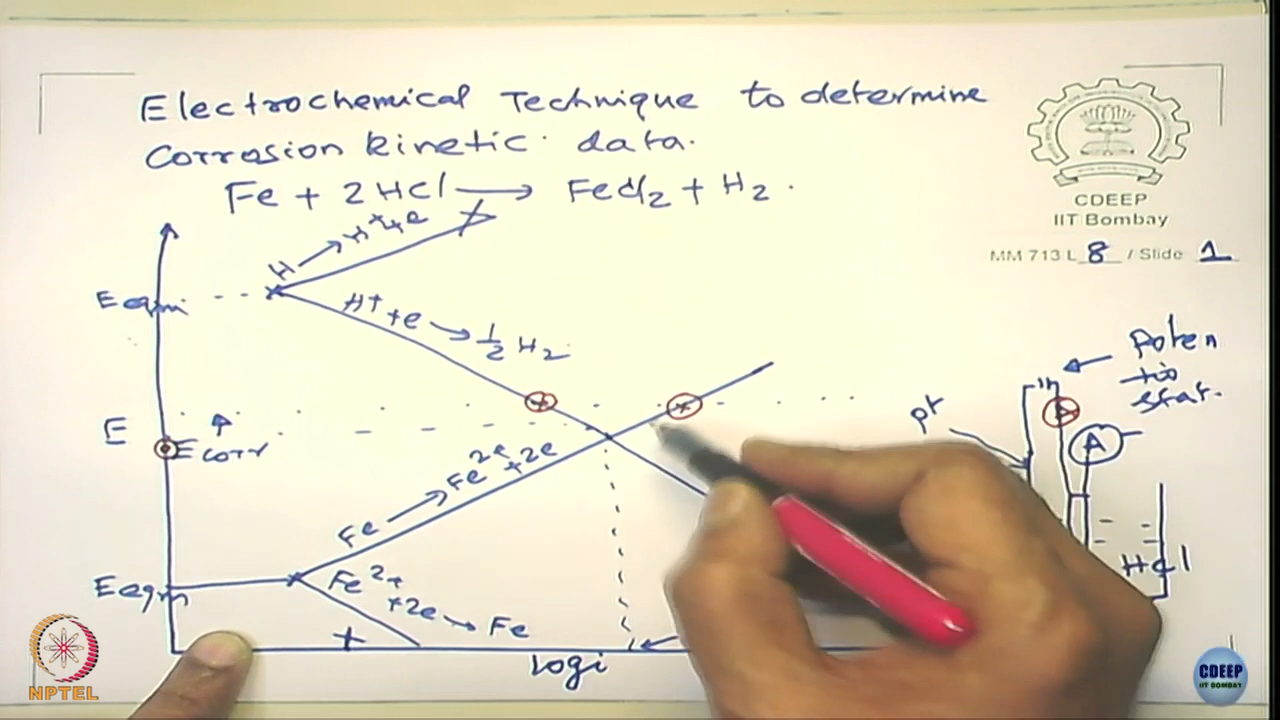 Electrochemical Technique to determine
Corrosion kinetic data.
Fe + 2HCl → FeCl2 + H2.
CDEEP
IIT Bombay
MM 713 L 8 / Slide 1
H → H+ + e
E eqm
H+ + e → 1/2 H2
E
Ecorr
Fe → Fe2+ + 2e
Eeqm
Fe2+
+2e → Fe
log i
Poten
tio
stat.
pt
A
HCl
NPTEL
CDEEP
IIT BOMBAY